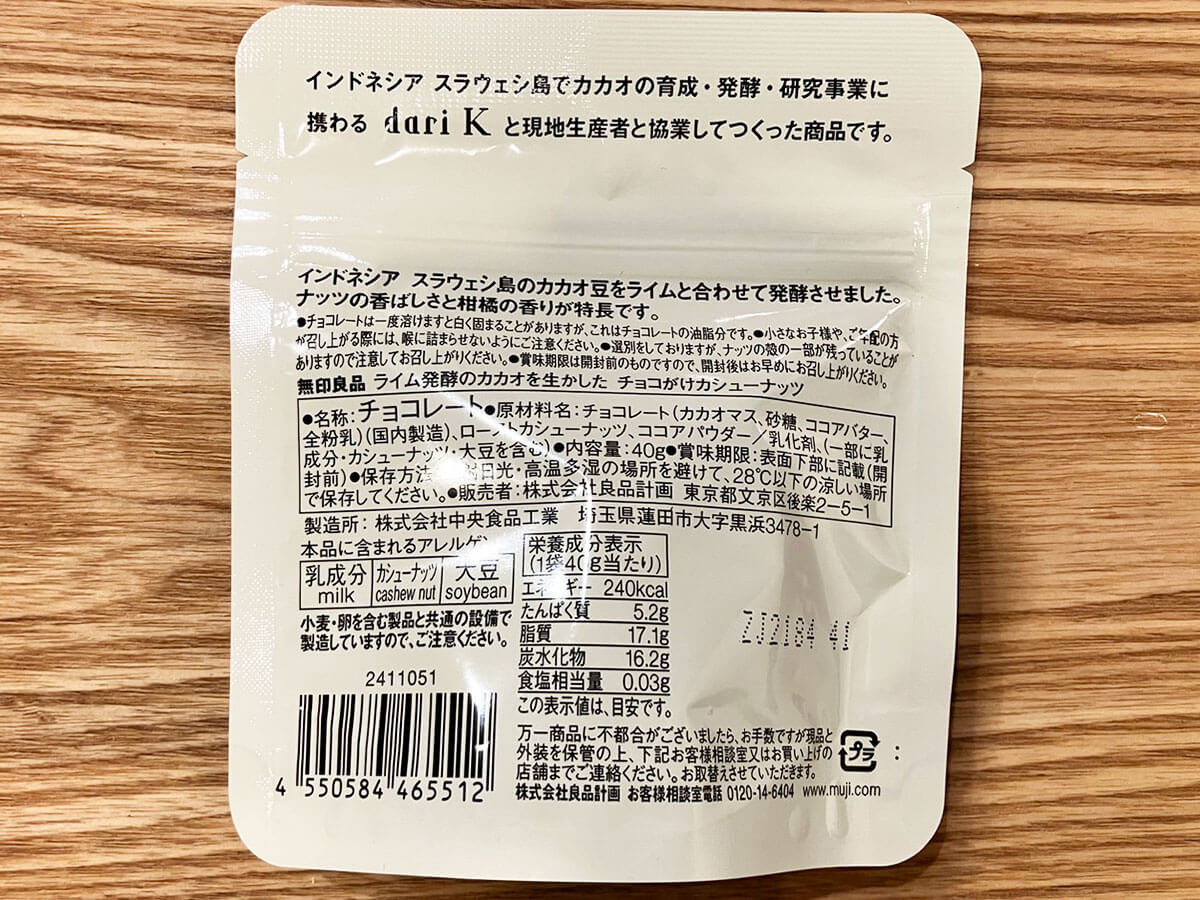 インドネシア スラウェシ島でカカオの育成・発酵・研究事業に
携わる dari K と現地生産者と協業してつくった商品です。
インドネシア スラウェシ島のカカオ豆をライムと合わせて発酵させました。
ナッツの香ばしさと柑橘の香りが特長です。
●チョコレートは一度溶けますと白く固まることがありますが、これはチョコレートの油脂分です。●小さなお子様や、ご年配の方
が召し上がる際には、喉に詰まらせないようにご注意ください。●選別をしておりますが、ナッツの殻の一部が残っていることが
ありますので注意してお召し上がりください。●賞味期限は開封前のものですので、開封後はお早めにお召し上がりください。
無印良品 ライム発酵のカカオを生かした チョコがけカシューナッツ
●名称：チョコレート●原材料名：チョコレート（カカオマス、砂糖、ココアバター、
全粉乳）（国内製造）、ローストカシューナッツ、ココアパウダー／乳化剤、（一部に乳
成分・カシューナッツ・大豆を含む）●内容量：40g●賞味期限：表面下部に記載（開
封前）●保存方法 日光・高温多湿の場所を避けて、28℃以下の涼しい場所
で保存してください。●販売者：株式会社良品計画 東京都文京区後楽2-5-1
製造所：株式会社中央食品工業 埼玉県蓮田市大字黒浜3478-1
本品に含まれるアレルゲン
乳成分 カシューナッツ 大豆
milk cashew nut soybean
小麦・卵を含む製品と共通の設備で
製造していますので、ご注意ください。
栄養成分表示
（1袋40g当たり）
エネルギー 240kcal
たんぱく質 5.2g
脂質 17.1g
炭水化物 16.2g
食塩相当量 0.03g
この表示値は、目安です。
ZJ2184 41
2411051
4 550584 465512
万一商品に不都合がございましたら、お手数ですが現品と
外装を保管の上、下記お客様相談室又はお買い上げの
店舗までご連絡ください。お取替えさせていただきます。
株式会社良品計画 お客様相談室電話 0120-14-6404 www.muji.com
プラ ：